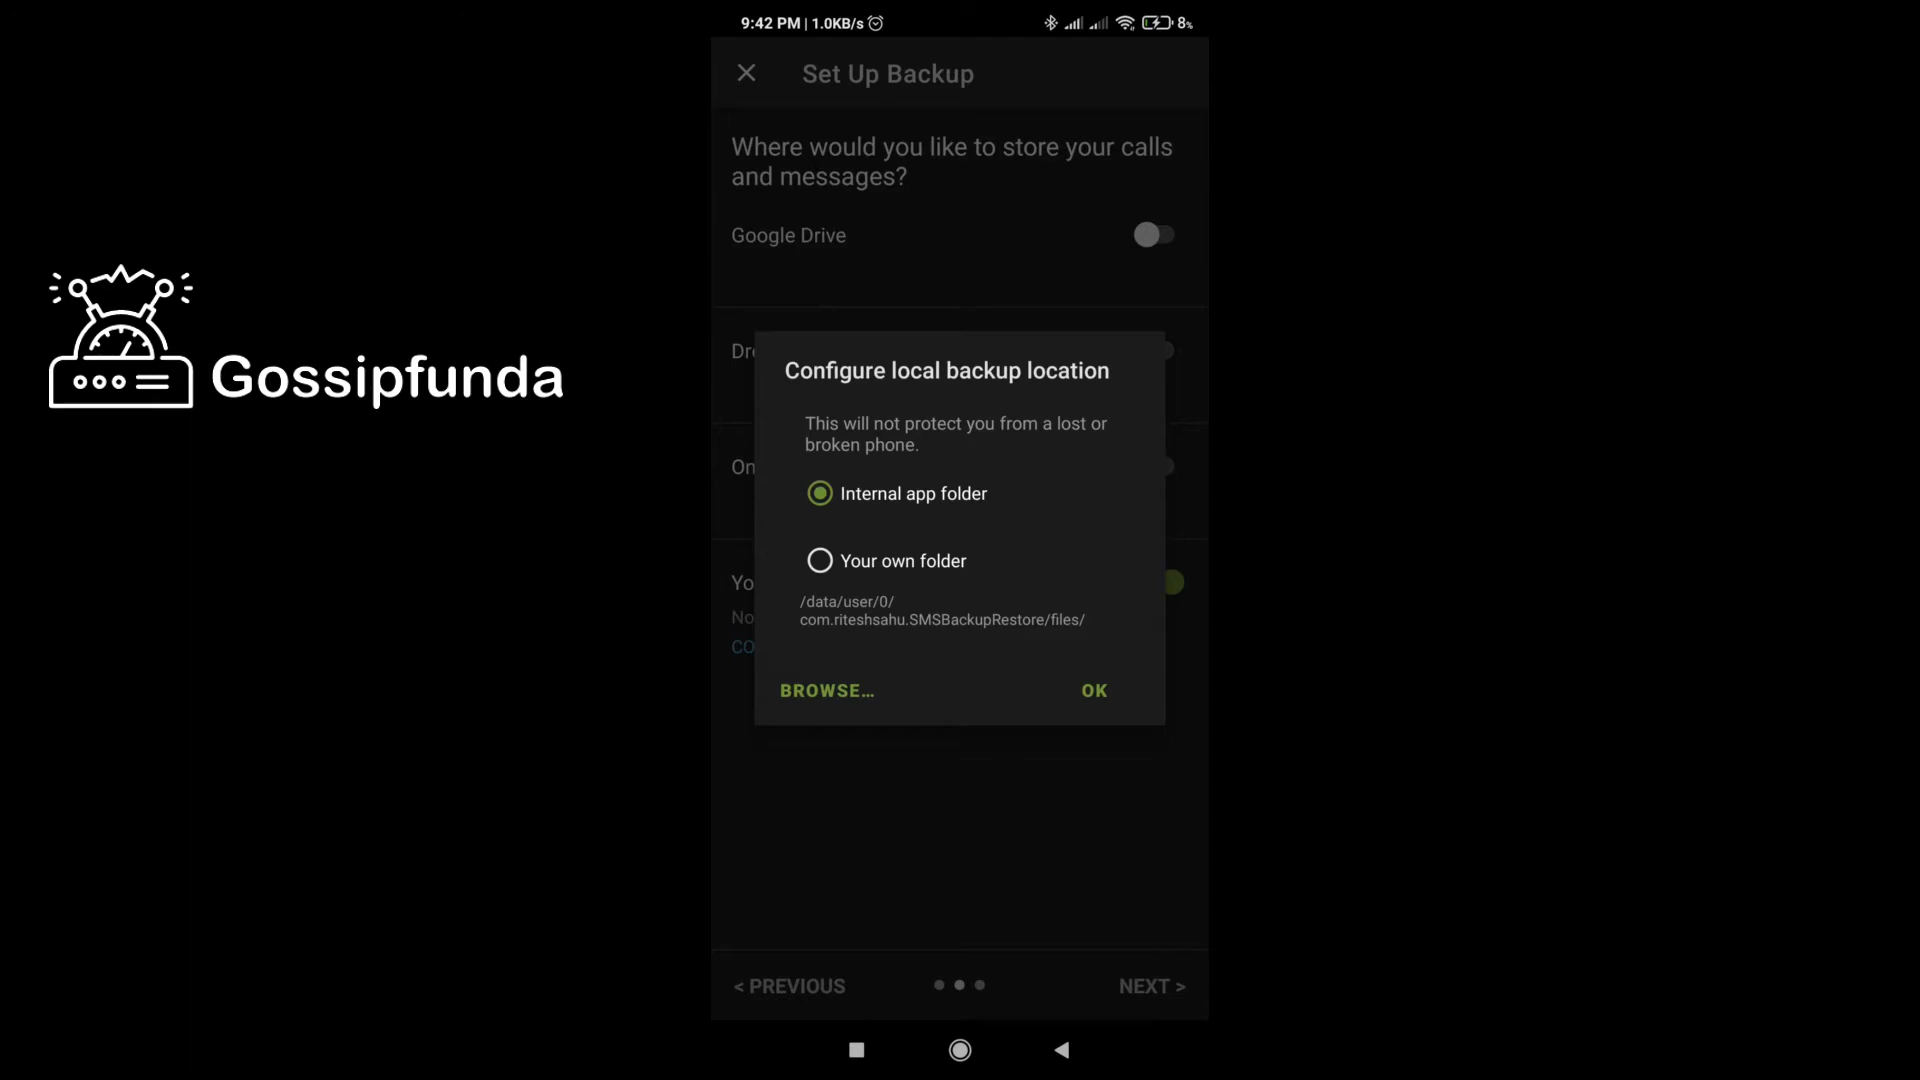 9:42 PM | 1.0KB/s
8%
Set Up Backup
Where would you like to store your calls
and messages?
Google Drive
Configure local backup location
This will not protect you from a lost or
broken phone.
Internal app folder
Your own folder
/data/user/0/
com.riteshsahu.SMSBackupRestore/files/
BROWSE...
OK
Gossipfunda
< PREVIOUS
NEXT >